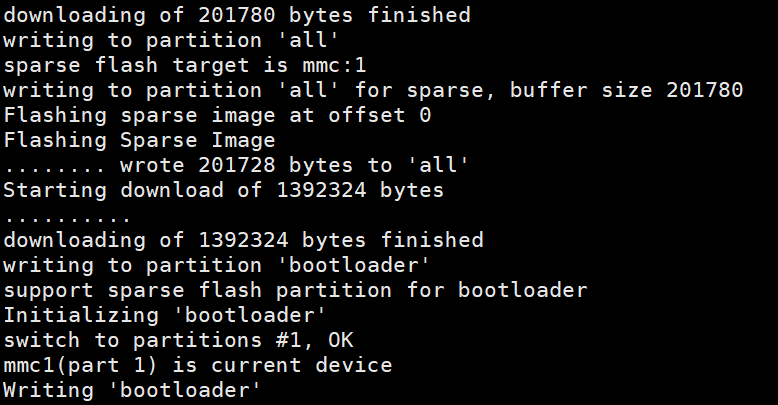 downloading of 201780 bytes finished
writing to partition 'all'
sparse flash target is mmc:1
writing to partition 'all' for sparse, buffer size 201780
Flashing sparse image at offset 0
Flashing Sparse Image
........ wrote 201728 bytes to 'all'
Starting download of 1392324 bytes
..........
downloading of 1392324 bytes finished
writing to partition 'bootloader'
support sparse flash partition for bootloader
Initializing 'bootloader'
switch to partitions #1, OK
mmc1(part 1) is current device
Writing 'bootloader'